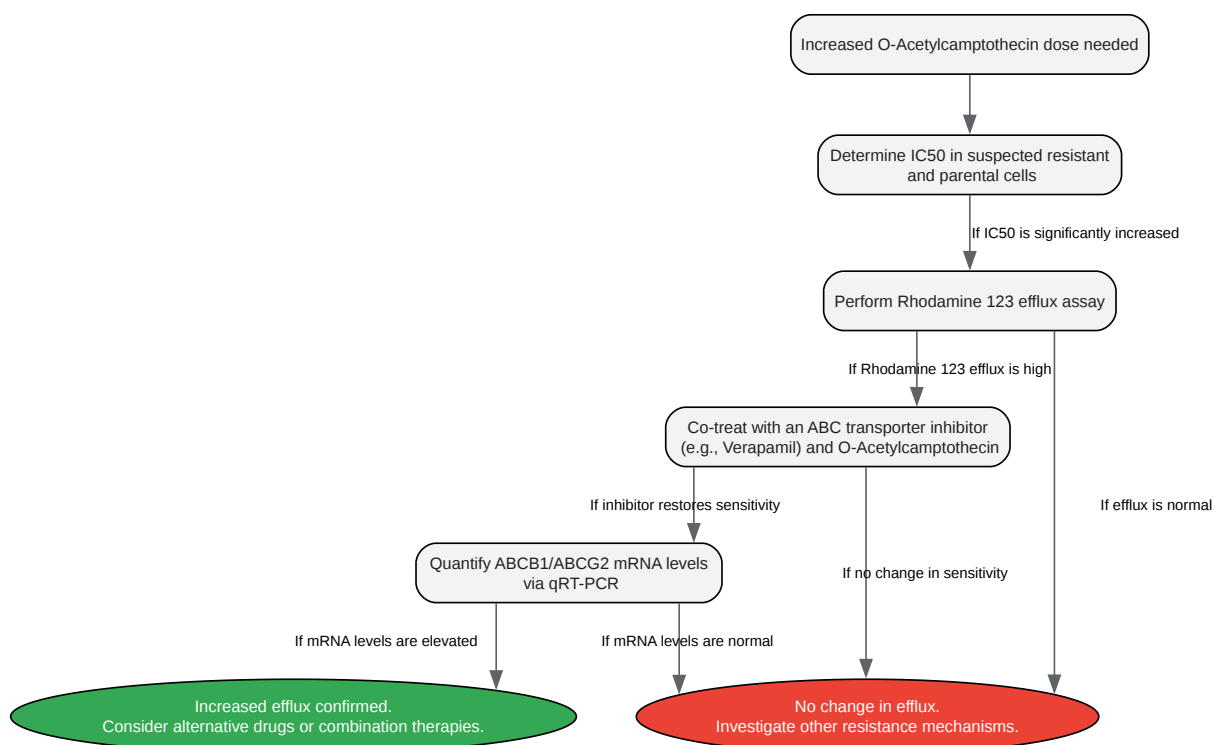 Increased O-Acetylcamptothecin dose needed
Determine IC50 in suspected resistant
and parental cells
If IC50 is significantly increased
Perform Rhodamine 123 efflux assay
If Rhodamine 123 efflux is high
Co-treat with an ABC transporter inhibitor
(e.g., Verapamil) and O-Acetylcamptothecin
If inhibitor restores sensitivity
If efflux is normal
Quantify ABCB1/ABCG2 mRNA levels
via qRT-PCR
If no change in sensitivity
If mRNA levels are elevated
If mRNA levels are normal
Increased efflux confirmed.
Consider alternative drugs or combination therapies.
No change in efflux.
Investigate other resistance mechanisms.